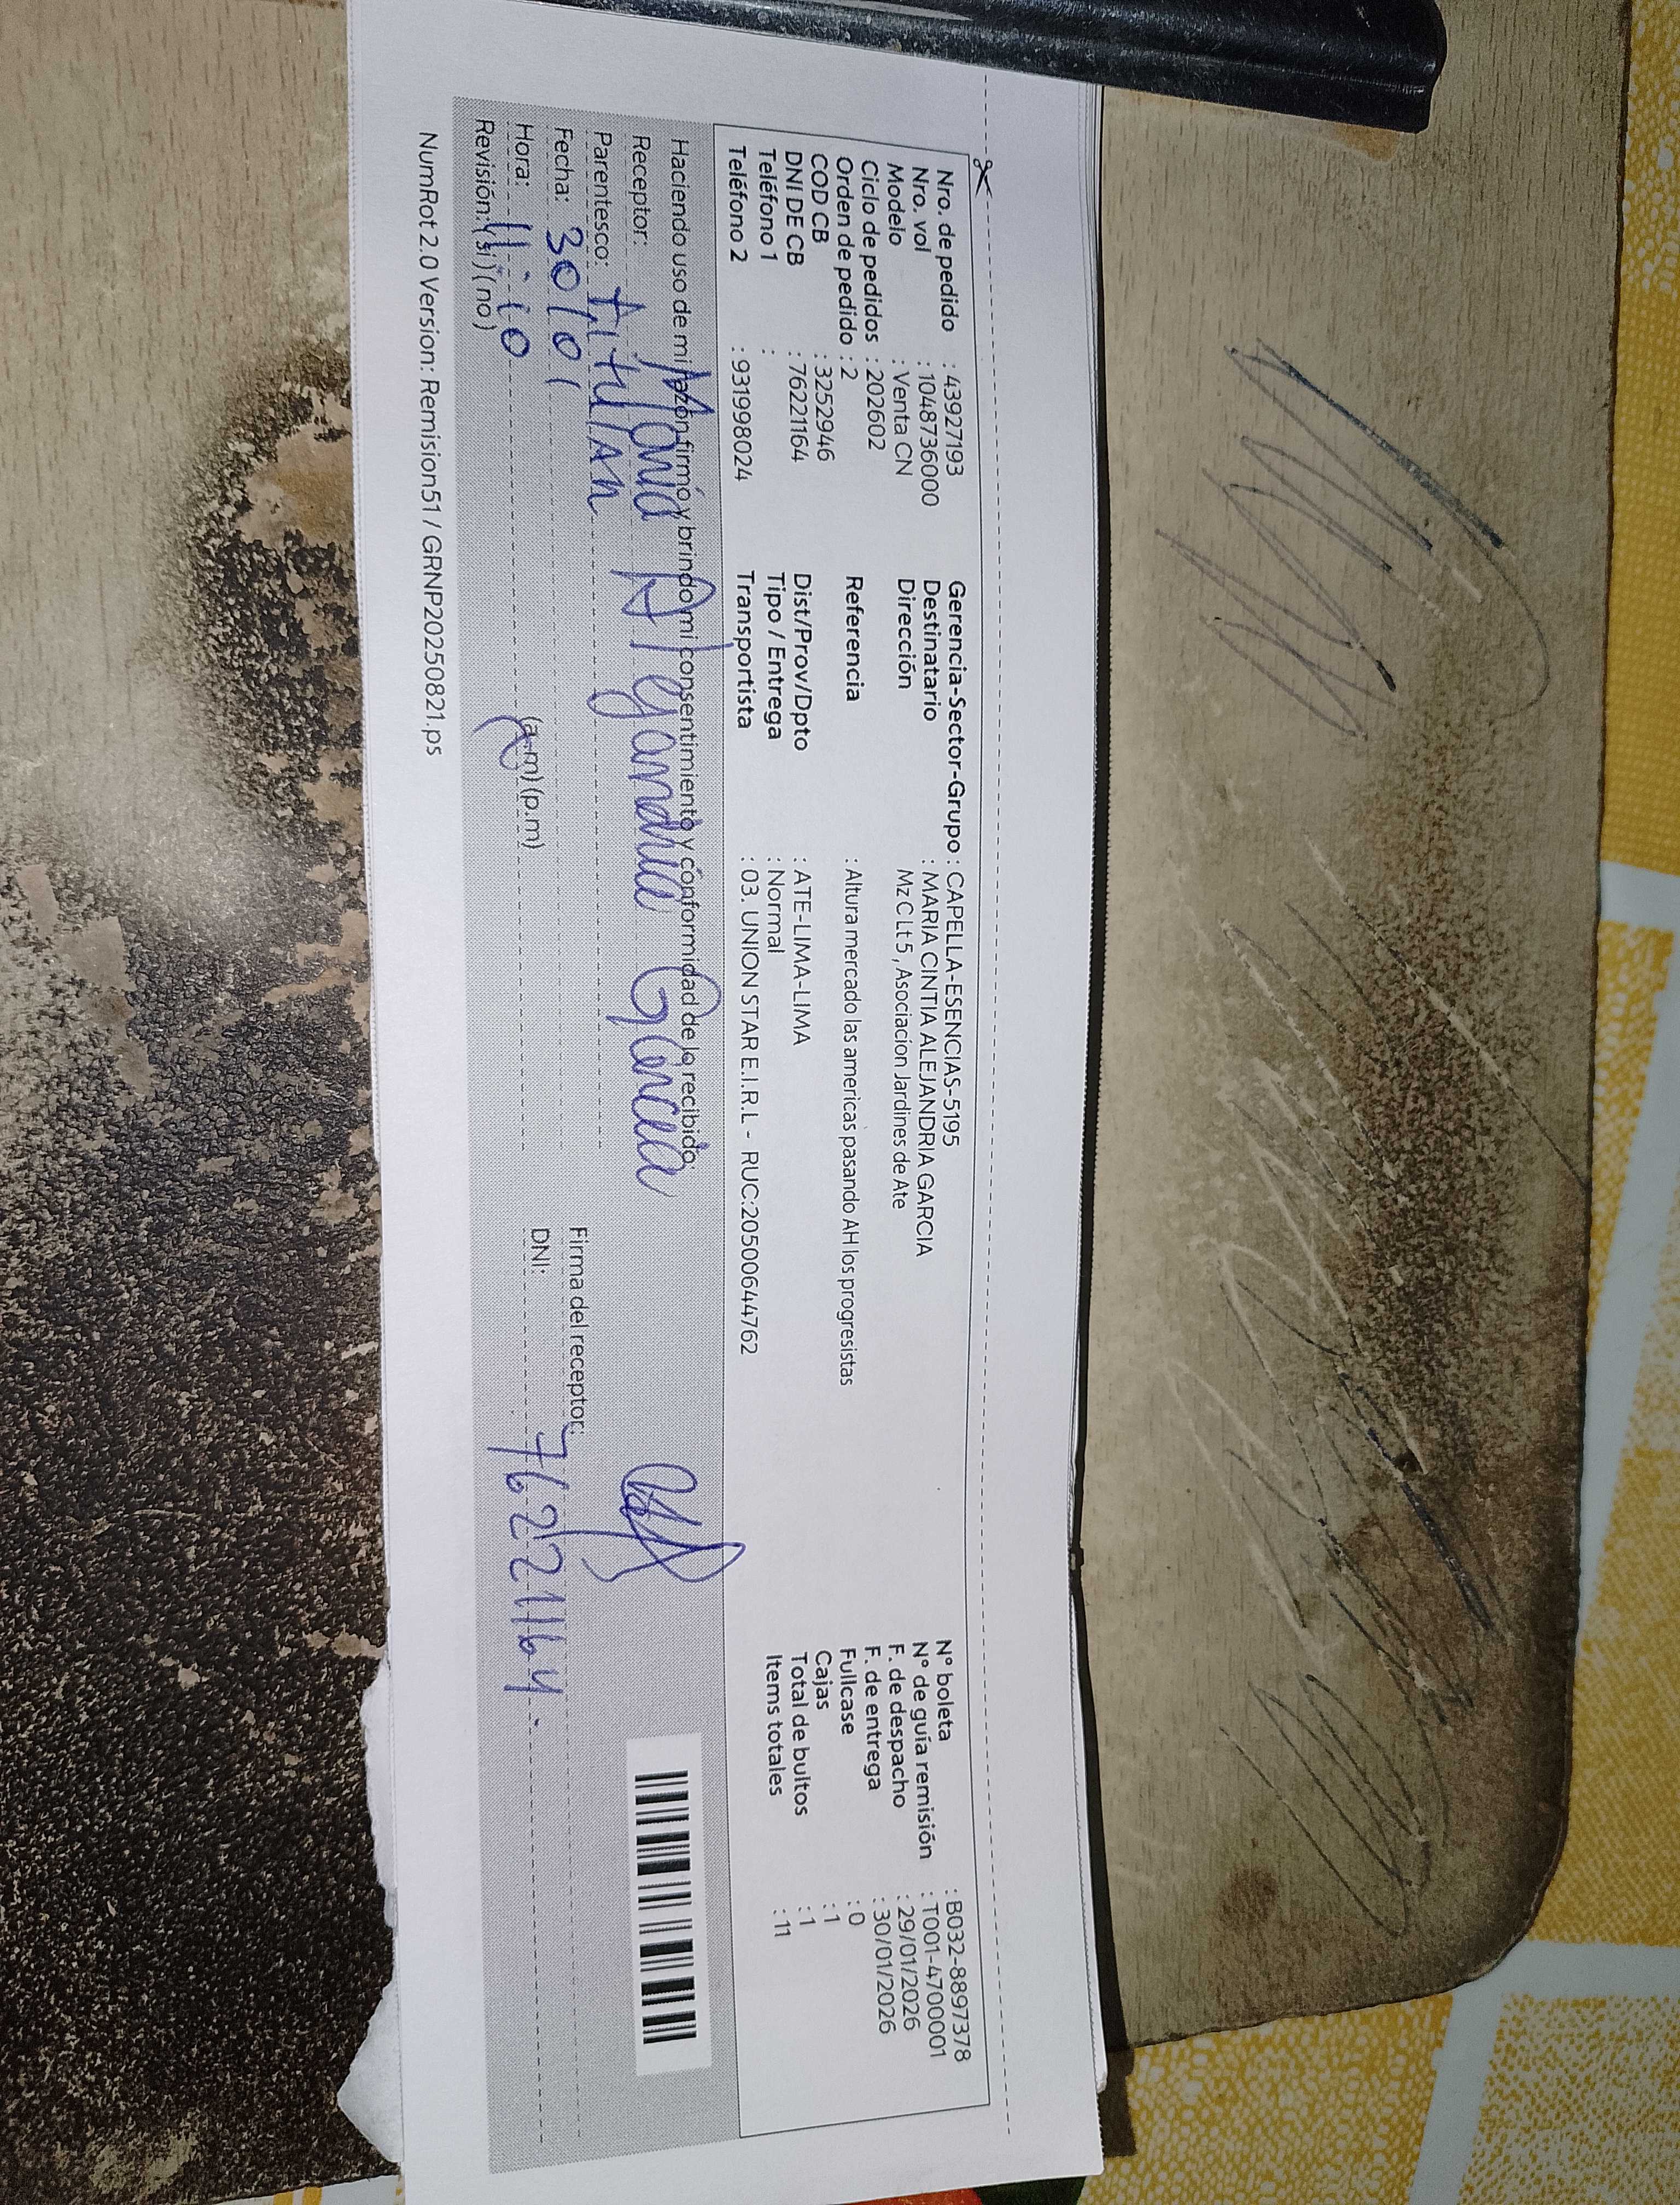 Nro. de pedido : 43927193
Nro. vol : 1048736000
Modelo : Venta CN
Ciclo de pedidos : 202602
Orden de pedido : 2
COD CB : 32522946
DNI DE CB : 76221164
Teléfono 1 :
Teléfono 2 : 931998024
Gerencia-Sector-Grupo : CAPELLA-ESENCIAS-5195
Destinatario : MARIA CINTIA ALEJANDRIA GARCIA
Dirección Mz C Lt 5 , Asociacion Jardines de Ate
Referencia : Altura mercado las americas pasando AH los progresistas
Dist/Prov/Dpto : ATE-LIMA-LIMA
Tipo / Entrega : Normal
Transportista : 03. UNION STAR E.I.R.L - RUC:20500644762
N° boleta : B032-8897378
N° de guía remisión : T001-4700001
F. de despacho : 29/01/2026
F. de entrega : 30/01/2026
Fullcase : 0
Cajas : 1
Total de bultos : 1
Items totales : 11
Haciendo uso de mi razón firmó y brindo mi consentimiento y conformidad de lo recibido:
Receptor: Maria Alejandria Garcia
Parentesco: titulAR
Fecha: 30/01
Hora: 11:10 (a.m) (p.m)
Revisión: (si) (no)
Firma del receptor:
DNI: 76221164.
NumRot 2.0 Version: Remision51 / GRNP20250821.ps